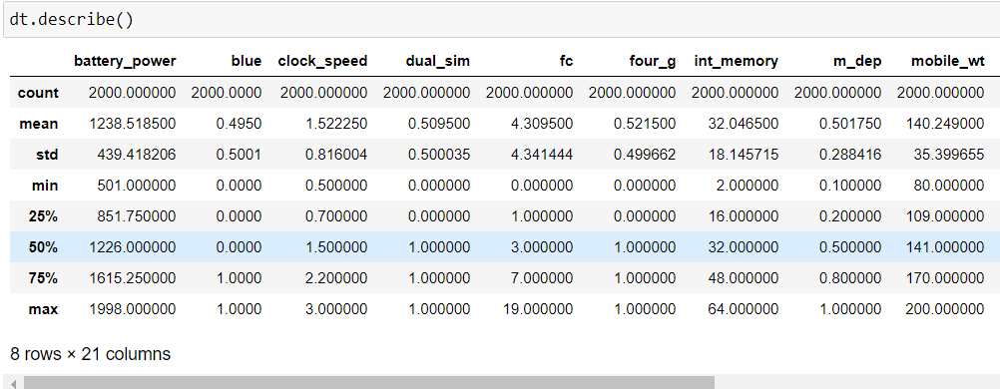 dt.describe()
battery_power blue clock_speed dual_sim fc four_g int_memory m_dep mobile_wt
count 2000.000000 2000.0000 2000.000000 2000.000000 2000.000000 2000.000000 2000.000000 2000.000000 2000.000000
mean 1238.518500 0.4950 1.522250 0.509500 4.309500 0.521500 32.046500 0.501750 140.249000
std 439.418206 0.5001 0.816004 0.500035 4.341444 0.499662 18.145715 0.288416 35.399655
min 501.000000 0.0000 0.500000 0.000000 0.000000 0.000000 2.000000 0.100000 80.000000
25% 851.750000 0.0000 0.700000 0.000000 1.000000 0.000000 16.000000 0.200000 109.000000
50% 1226.000000 0.0000 1.500000 1.000000 3.000000 1.000000 32.000000 0.500000 141.000000
75% 1615.250000 1.0000 2.200000 1.000000 7.000000 1.000000 48.000000 0.800000 170.000000
max 1998.000000 1.0000 3.000000 1.000000 19.000000 1.000000 64.000000 1.000000 200.000000
8 rows × 21 columns